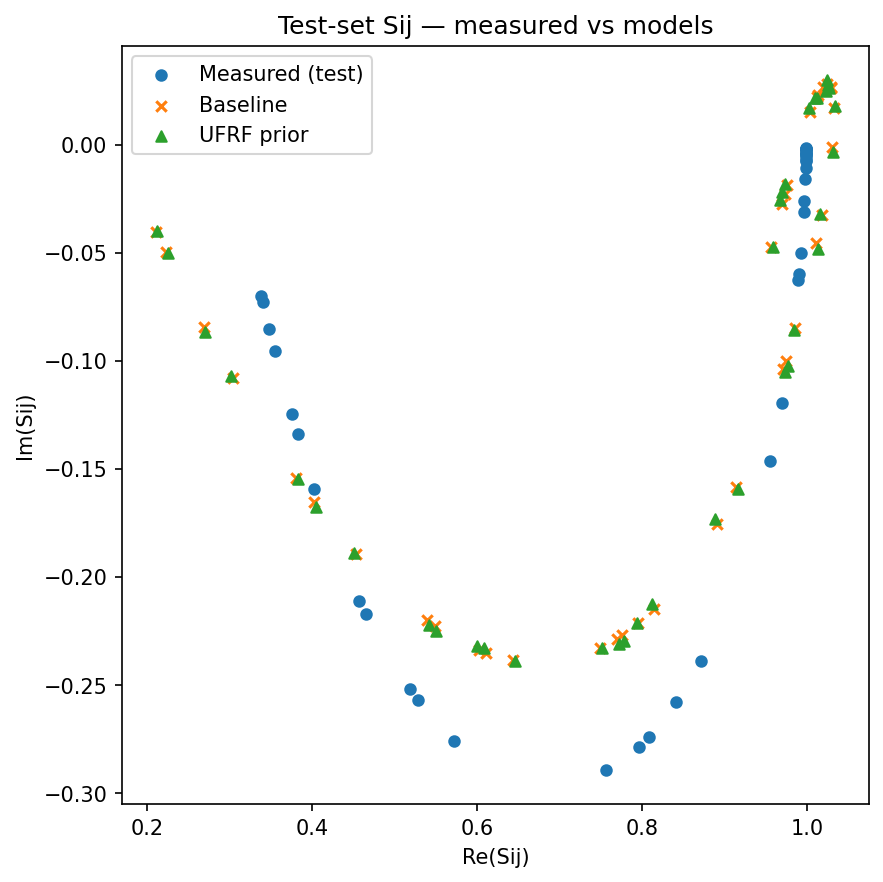 Test-set Sij — measured vs models
Measured (test)
Baseline
UFRF prior
0.00
−0.05
−0.10
−0.15
−0.20
−0.25
−0.30
Im(Sij)
0.2 0.4 0.6 0.8 1.0
Re(Sij)